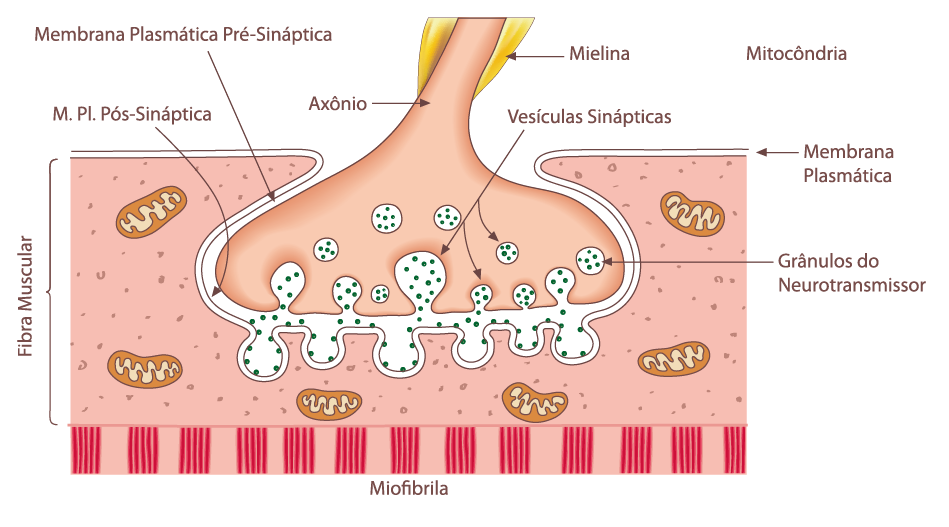 Membrana Plasmática Pré-Sináptica
Mielina
Mitocôndria
Axônio
M. Pl. Pós-Sináptica
Vesículas Sinápticas
Membrana
Plasmática
Fibra Muscular
Grânulos do
Neurotransmissor
Miofibrila